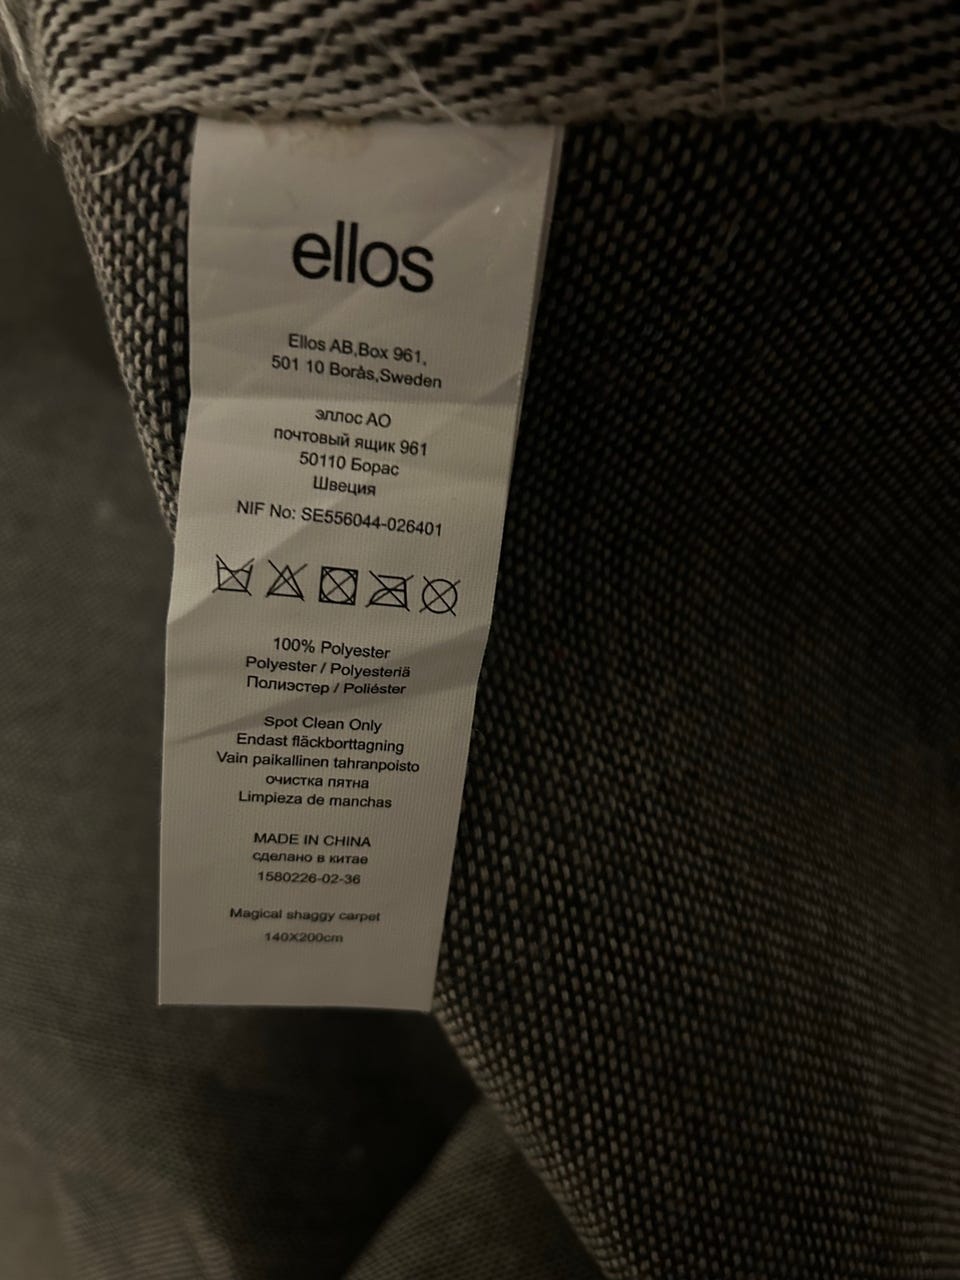 ellos
Ellos AB,Box 961,
501 10 Borås,Sweden
эллос АО
почтовый ящик 961
50110 Борас
Швеция
NIF No: SE556044-026401
100% Polyester
Polyester / Polyesteriä
Полиэстер / Poliéster
Spot Clean Only
Endast fläckborttagning
Vain paikallinen tahranpoisto
очистка пятна
Limpieza de manchas
MADE IN CHINA
сделано в китае
1580226-02-36
Magical shaggy carpet
140X200cm